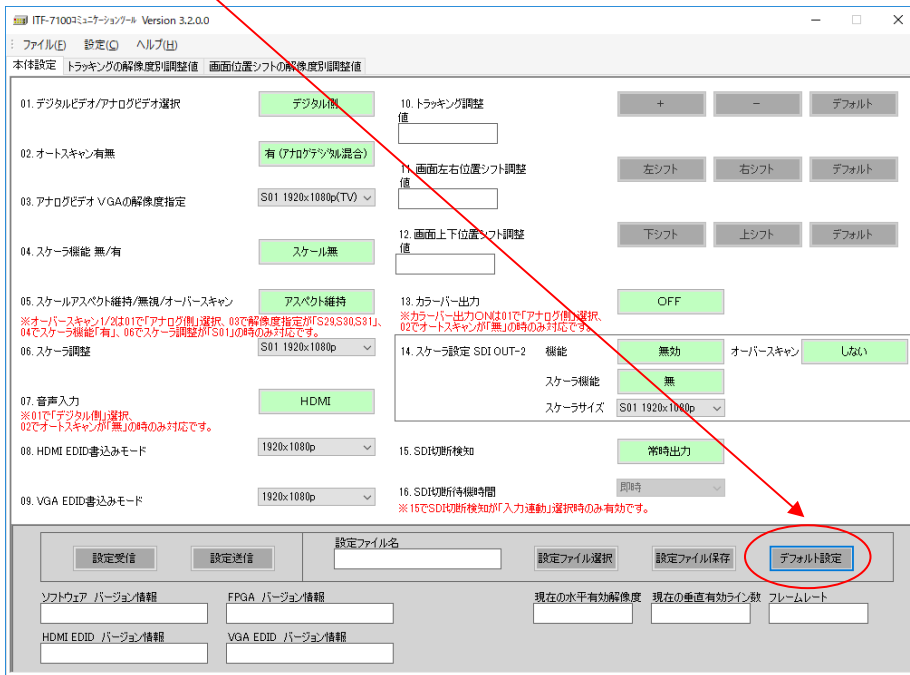 ITF-7100コミュニケーションツール Version 3.2.0.0
ファイル(F) 設定(C) ヘルプ(H)
本体設定 トラッキングの解像度別調整値 画面位置シフトの解像度別調整値
01. デジタルビデオ/アナログビデオ選択 デジタル側
02. オートスキャン有無 有 (アナログデジタル混合)
03. アナログビデオ VGAの解像度指定 S01 1920x1080p(TV)
04. スケーラ機能 無/有 スケール無
05. スケールアスペクト維持/無視/オーバースキャン アスペクト維持
※オーバースキャン1/2は01で「アナログ側」選択、03で解像度指定が「S29,S30,S31」、
04でスケーラ機能「有」、06でスケーラ調整が「S01」の時のみ対応です。
06. スケーラ調整 S01 1920x1080p
07. 音声入力 HDMI
※01で「デジタル側」選択、
02でオートスキャンが「無」の時のみ対応です。
08. HDMI EDID書込みモード 1920x1080p
09. VGA EDID書込みモード 1920x1080p
10. トラッキング調整 + − デフォルト
値
11. 画面左右位置シフト調整 左シフト 右シフト デフォルト
値
12. 画面上下位置シフト調整 下シフト 上シフト デフォルト
値
13. カラーバー出力 OFF
※カラーバー出力ONは01で「アナログ側」選択、
02でオートスキャンが「無」の時のみ対応です。
14. スケーラ設定 SDI OUT-2 機能 無効 オーバースキャン しない
スケーラ機能 無
スケーラサイズ S01 1920x1080p
15. SDI切断検知 常時出力
16. SDI切断待機時間 即時
※15でSDI切断検知が「入力連動」選択時のみ有効です。
設定受信 設定送信 設定ファイル名 設定ファイル選択 設定ファイル保存 デフォルト設定
ソフトウェア バージョン情報 FPGA バージョン情報 現在の水平有効解像度 現在の垂直有効ライン数 フレームレート
HDMI EDID バージョン情報 VGA EDID バージョン情報